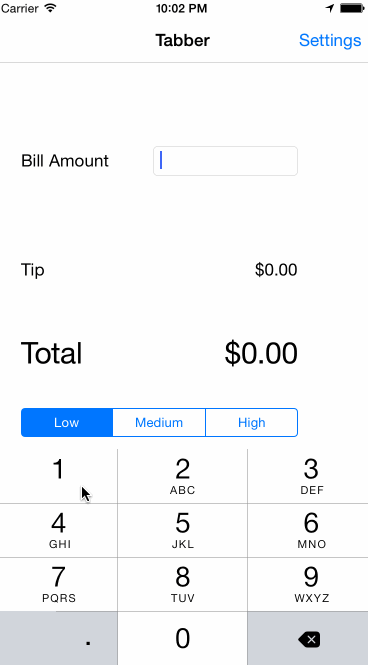 Carrier 10:02 PM
Tabber Settings
Bill Amount
Tip $0.00
Total $0.00
Low Medium High
1 2 3
ABC DEF
4 5 6
GHI JKL MNO
7 8 9
PQRS TUV WXYZ
. 0